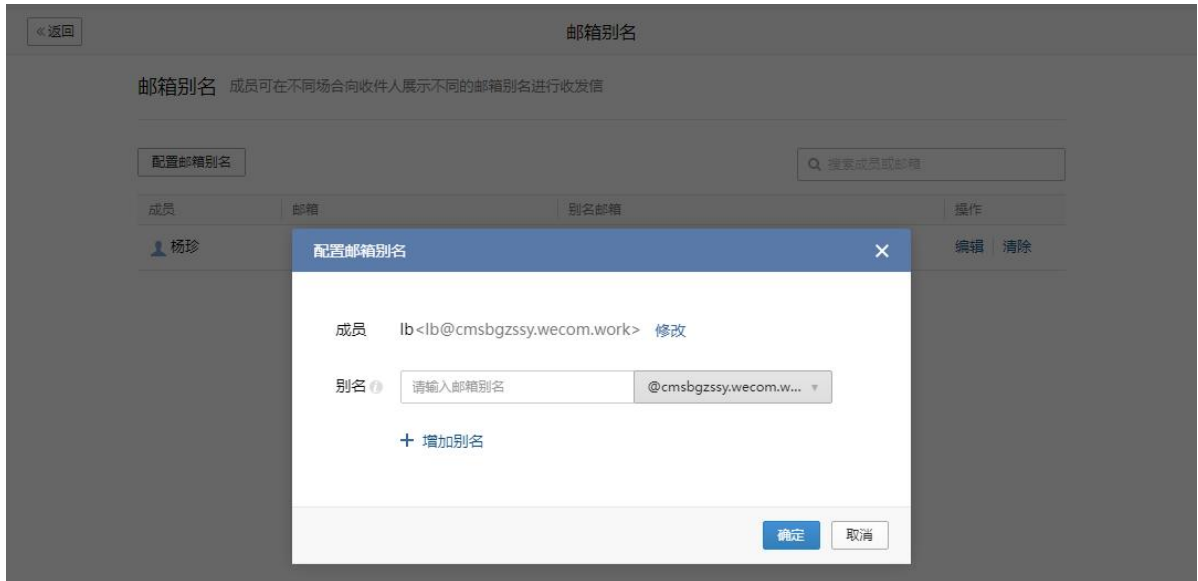 «返回
邮箱别名
邮箱别名 成员可在不同场合向收件人展示不同的邮箱别名进行收发信
配置邮箱别名
搜索成员或邮箱
成员 邮箱 别名邮箱 操作
杨珍 编辑 清除
配置邮箱别名
成员 lb<lb@cmsbgzssy.wecom.work> 修改
别名 请输入邮箱别名 @cmsbgzssy.wecom.w...
+ 增加别名
确定 取消